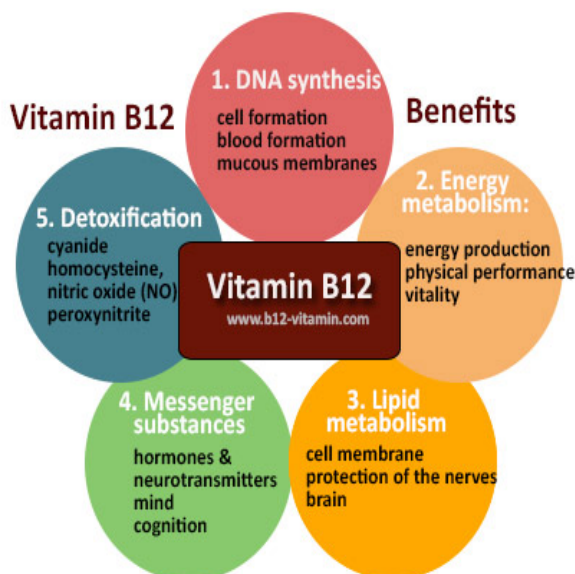 Vitamin B12
Benefits
1. DNA synthesis
cell formation
blood formation
mucous membranes
2. Energy
metabolism:
energy production
physical performance
vitality
3. Lipid
metabolism
cell membrane
protection of the nerves
brain
4. Messenger
substances
hormones &
neurotransmitters
mind
cognition
5. Detoxification
cyanide
homocysteine,
nitric oxide (NO)
peroxynitrite
Vitamin B12
www.b12-vitamin.com